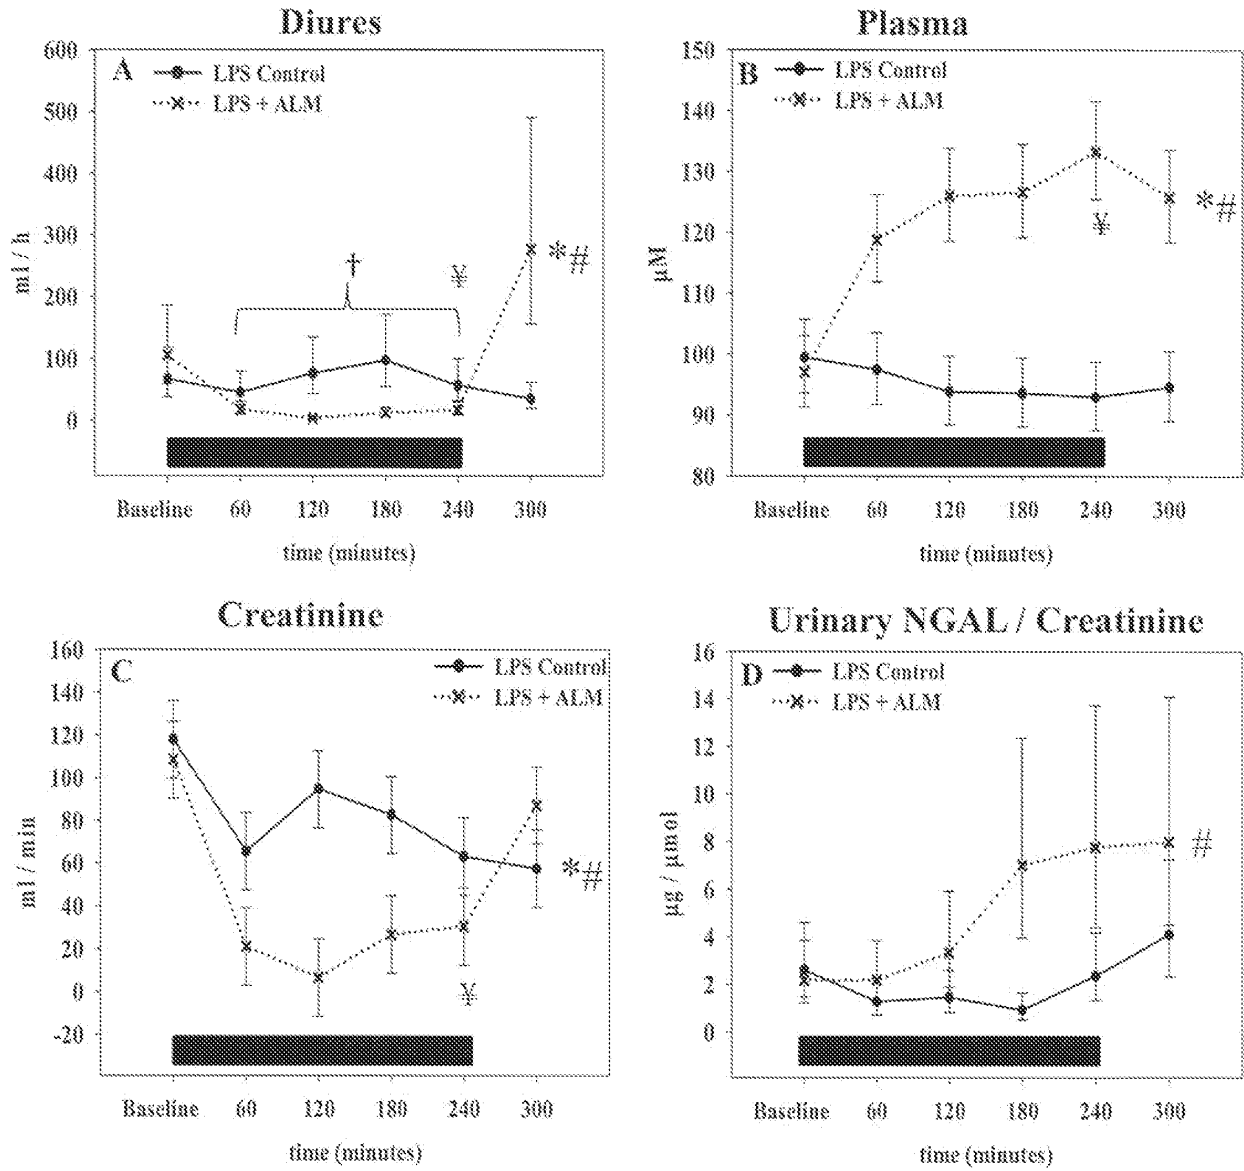 Diures
A
LPS Control
LPS + ALM
600
500
400
300
200
100
0
ml / h
†
¥
*#
Baseline 60 120 180 240 300
time (minutes)
Plasma
B
LPS Control
LPS + ALM
150
140
130
120
110
100
90
80
µM
¥
*#
Baseline 60 120 180 240 300
time (minutes)
Creatinine
C
LPS Control
LPS + ALM
160
140
120
100
80
60
40
20
0
-20
ml / min
¥
*#
Baseline 60 120 180 240 300
time (minutes)
Urinary NGAL / Creatinine
D
LPS Control
LPS + ALM
16
14
12
10
8
6
4
2
0
µg / µmol
#
Baseline 60 120 180 240 300
time (minutes)